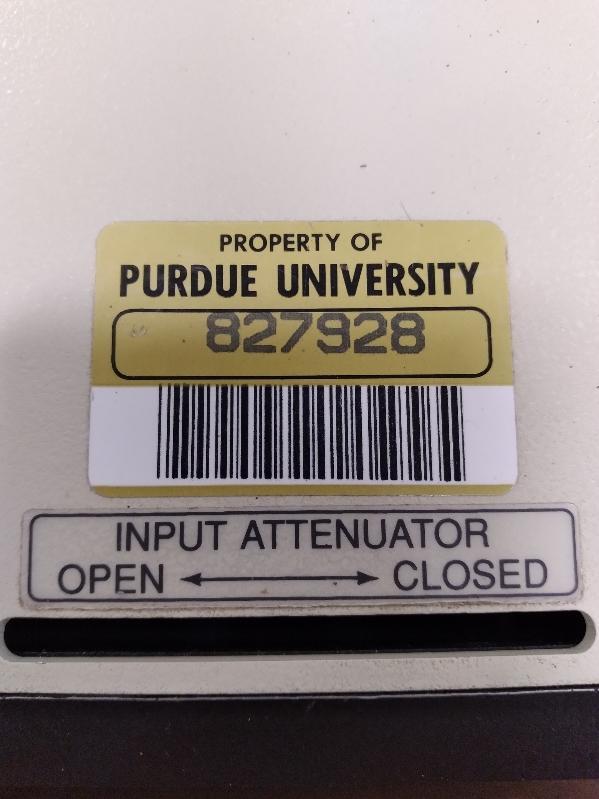 PROPERTY OF
PURDUE UNIVERSITY
827928
INPUT ATTENUATOR
OPEN ←→ CLOSED